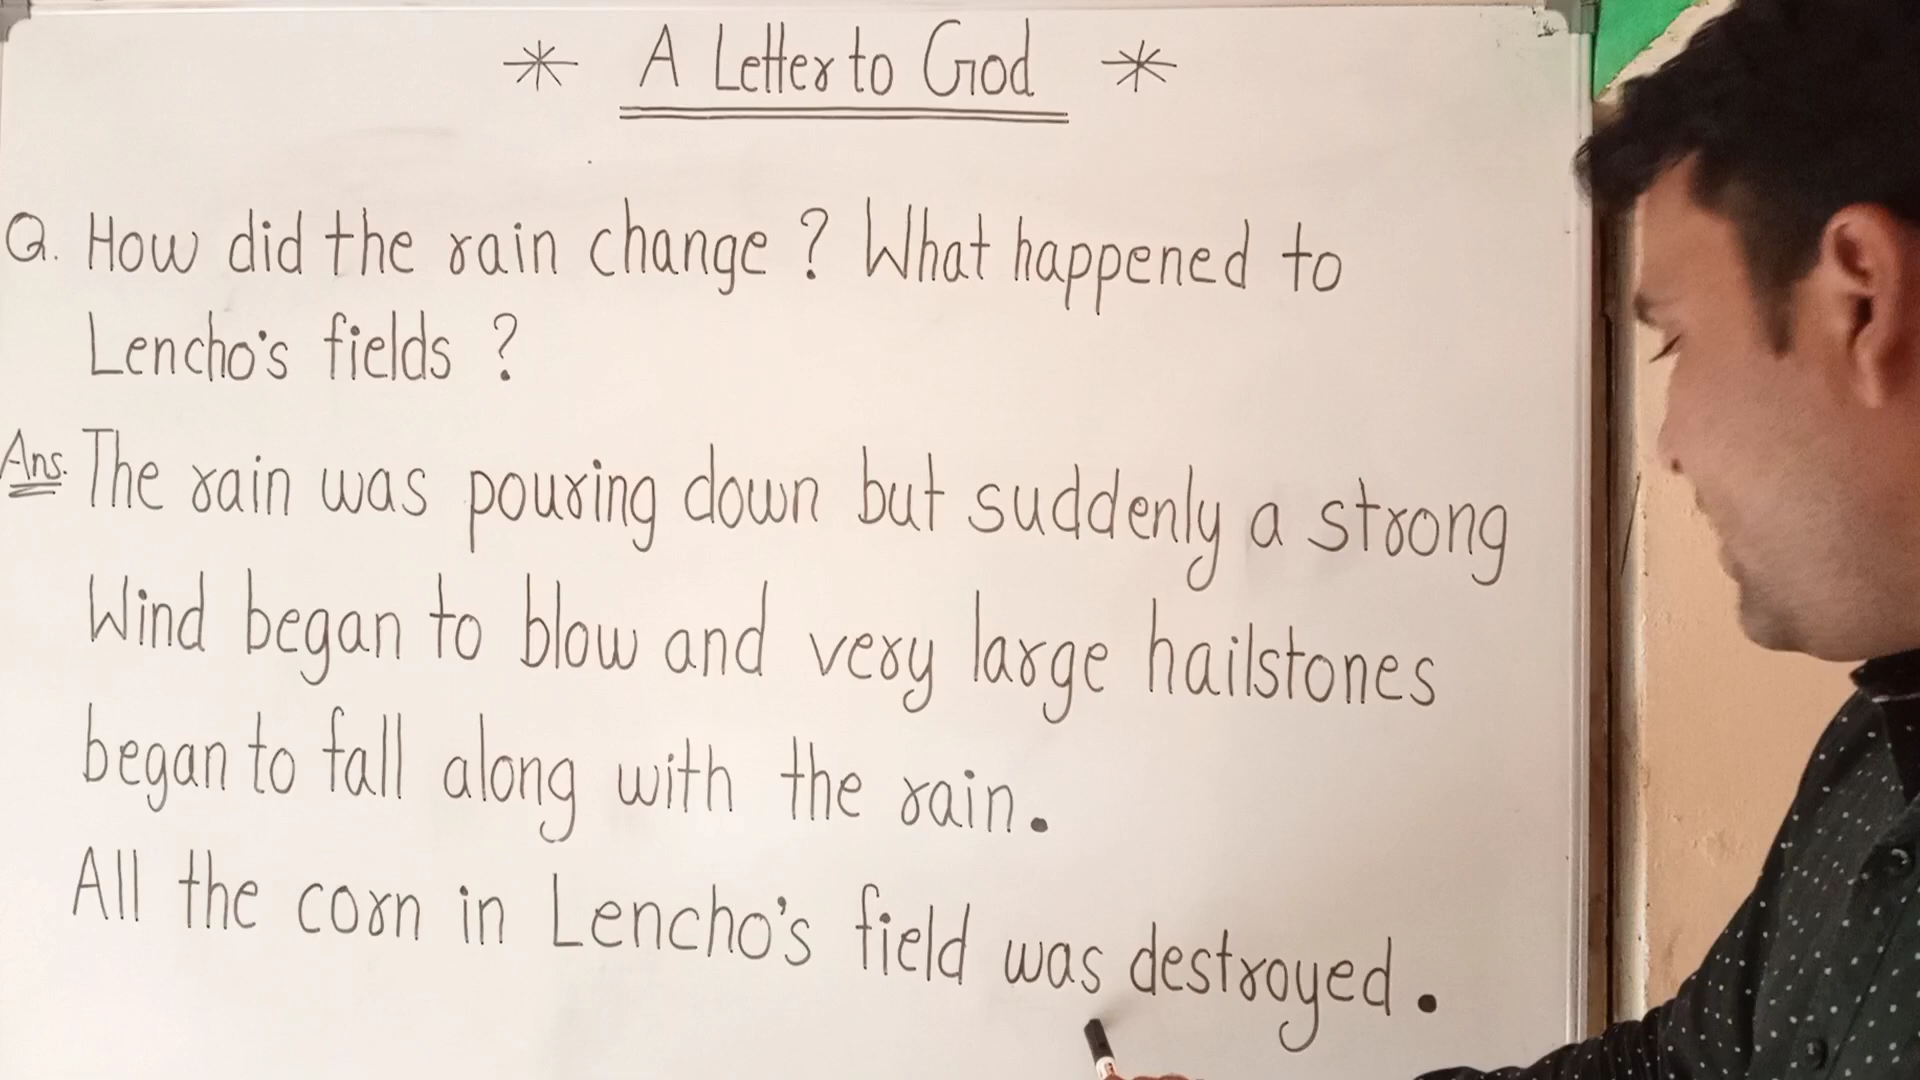 * A Letter to God *
Q. How did the rain change ? What happened to
Lencho's fields ?
Ans. The rain was pouring down but suddenly a strong
Wind began to blow and very large hailstones
began to fall along with the rain.
All the corn in Lencho's field was destroyed.